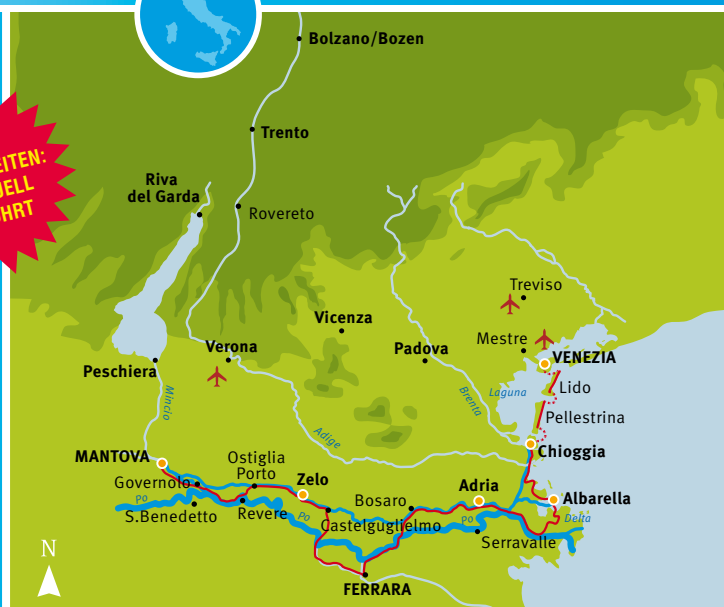 Bolzano/Bozen
Trento
Riva
del Garda
Rovereto
Treviso
Vicenza
Mestre
Verona
Padova
VENEZIA
Peschiera
Lido
Laguna
Mincio
Brenta
Pellestrina
Adige
Chioggia
MANTOVA
Ostiglia
Porto
Governolo
Zelo
Adria
Albarella
Po
Revere
Po
Bosaro
Po
Delta
S.Benedetto
Castelguglielmo
Serravalle
N
FERRARA